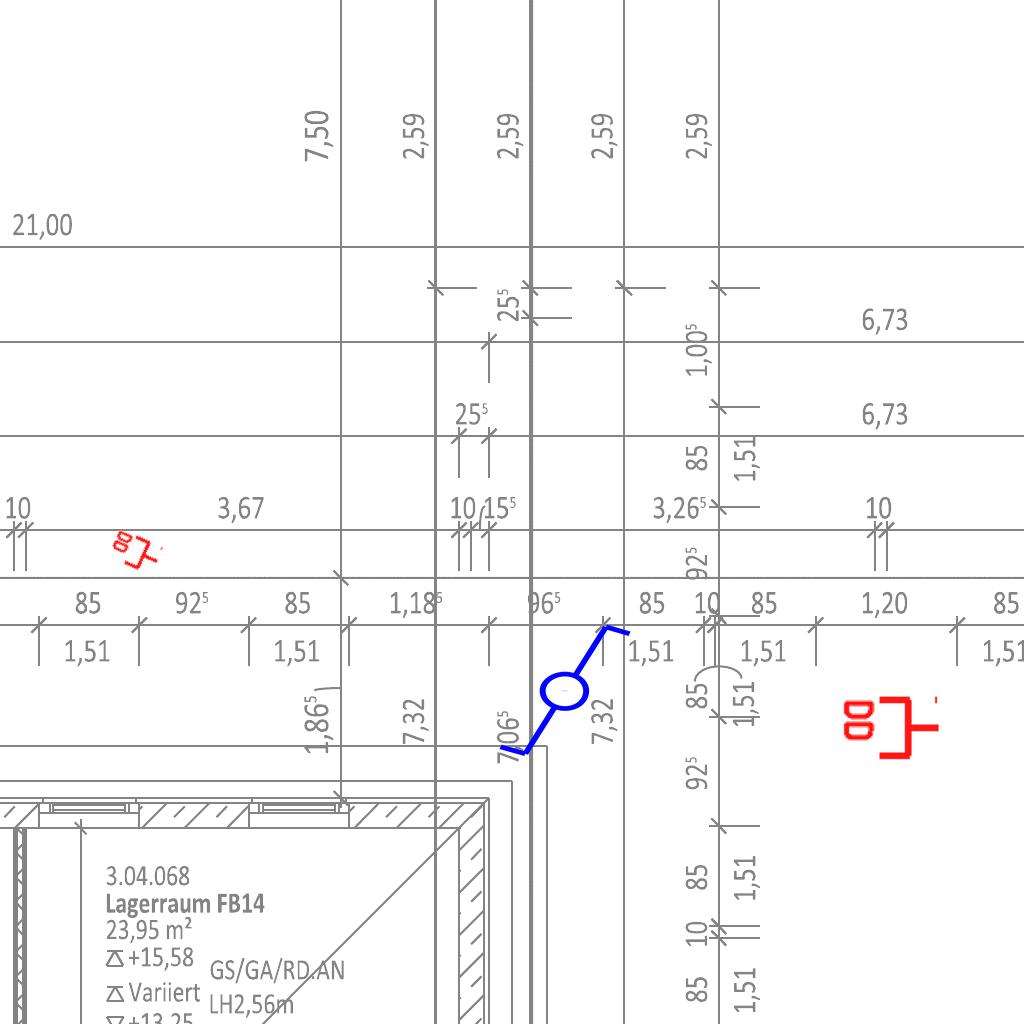 7,50 2,59 2,59 2,59 2,59
21,00
25⁵
6,73
1,00⁵
25⁵ 6,73
85 1,51
10 3,67 10 15⁵ 3,26⁵ 10
92⁵
85 92⁵ 85 1,18⁵ 96⁵ 85 10 85 1,20 85
1,51 1,51 1,51 1,51 1,51
85 1,51
1,86⁵ 7,32 7,06⁵ 7,32
92⁵
3.04.068
85 1,51
Lagerraum FB14
23,95 m²
10
+15,58
GS/GA/RD.AN
Variiert
85 1,51
LH2,56m
+13,25